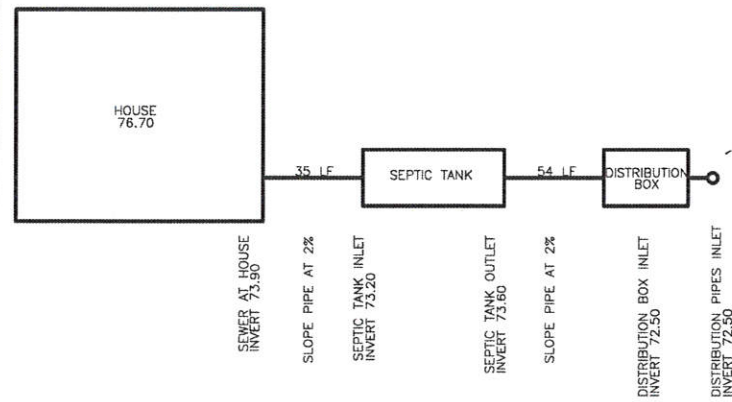 HOUSE
76.70
35 LF
SEPTIC TANK
54 LF
DISTRIBUTION
BOX
SEWER AT HOUSE
INVERT 73.90
SLOPE PIPE AT 2%
SEPTIC TANK INLET
INVERT 73.20
SEPTIC TANK OUTLET
INVERT 73.60
SLOPE PIPE AT 2%
DISTRIBUTION BOX INLET
INVERT 72.50
DISTRIBUTION PIPES INLET
INVERT 72.50